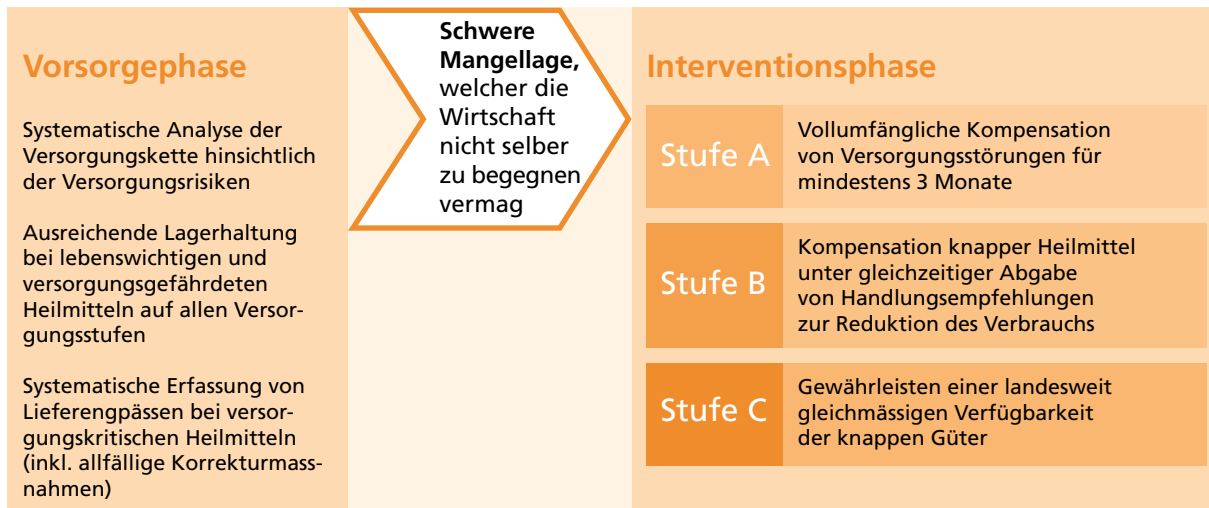 Vorsorgephase
Systematische Analyse der
Versorgungskette hinsichtlich
der Versorgungsrisiken
Ausreichende Lagerhaltung
bei lebenswichtigen und
versorgungsgefährdeten
Heilmitteln auf allen Versor-
gungsstufen
Systematische Erfassung von
Lieferengpässen bei versor-
gungskritischen Heilmitteln
(inkl. allfällige Korrekturmass-
nahmen)
Schwere
Mangellage,
welcher die
Wirtschaft
nicht selber
zu begegnen
vermag
Interventionsphase
Stufe A
Vollumfängliche Kompensation
von Versorgungsstörungen für
mindestens 3 Monate
Stufe B
Kompensation knapper Heilmittel
unter gleichzeitiger Abgabe
von Handlungsempfehlungen
zur Reduktion des Verbrauchs
Stufe C
Gewährleisten einer landesweit
gleichmässigen Verfügbarkeit
der knappen Güter